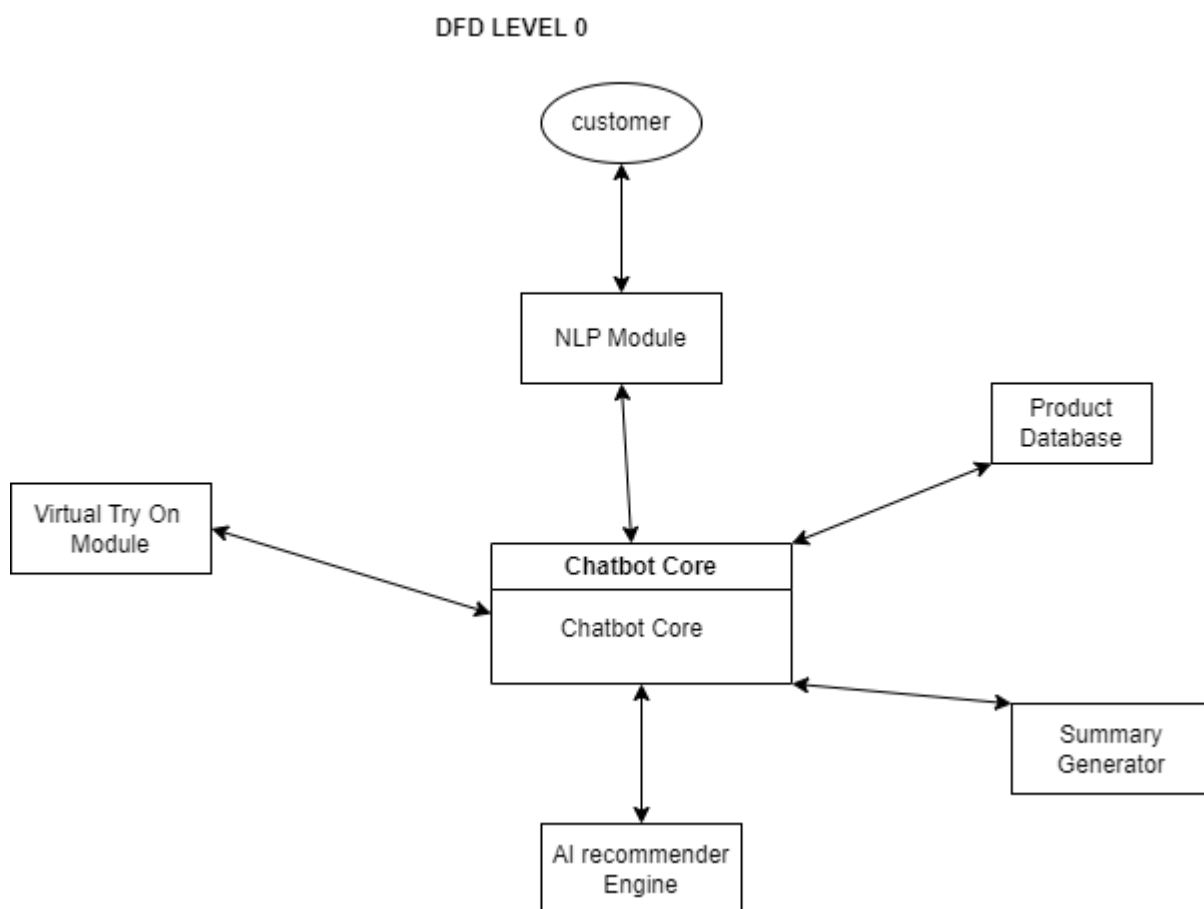 DFD LEVEL 0
customer
NLP Module
Product
Database
Virtual Try On
Module
Chatbot Core
Chatbot Core
Summary
Generator
AI recommender
Engine